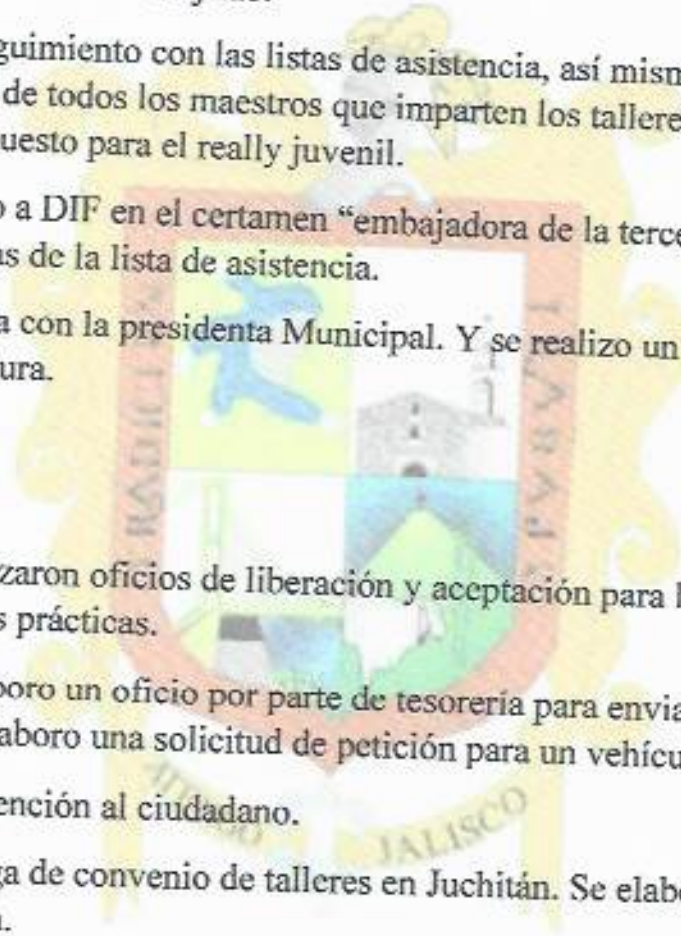 guimiento con las listas de asistencia, así mism
de todos los maestros que imparten los tallere
uesto para el really juvenil.
o a DIF en el certamen “embajadora de la terce
as de la lista de asistencia.
a con la presidenta Municipal. Y se realizo un
ura.
zaron oficios de liberación y aceptación para
s prácticas.
boro un oficio por parte de tesorería para envia
aboro una solicitud de petición para un vehícu
ención al ciudadano.
ga de convenio de talleres en Juchitán. Se elabo
JALISCO